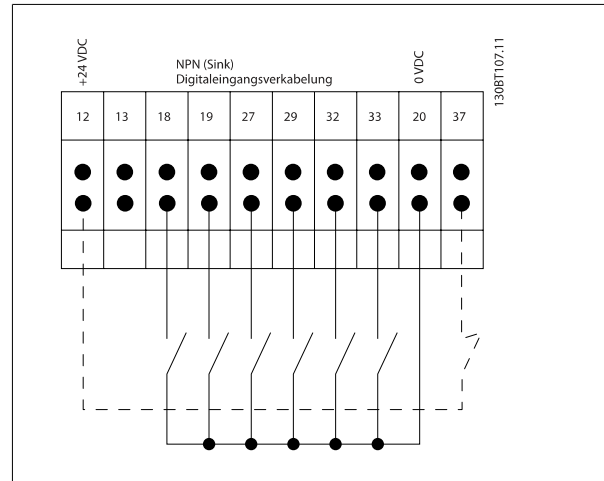 +24 VDC
NPN (Sink)
Digitaleingangsverkabelung
0 VDC
130BT107.11
12 13 18 19 27 29 32 33 20 37